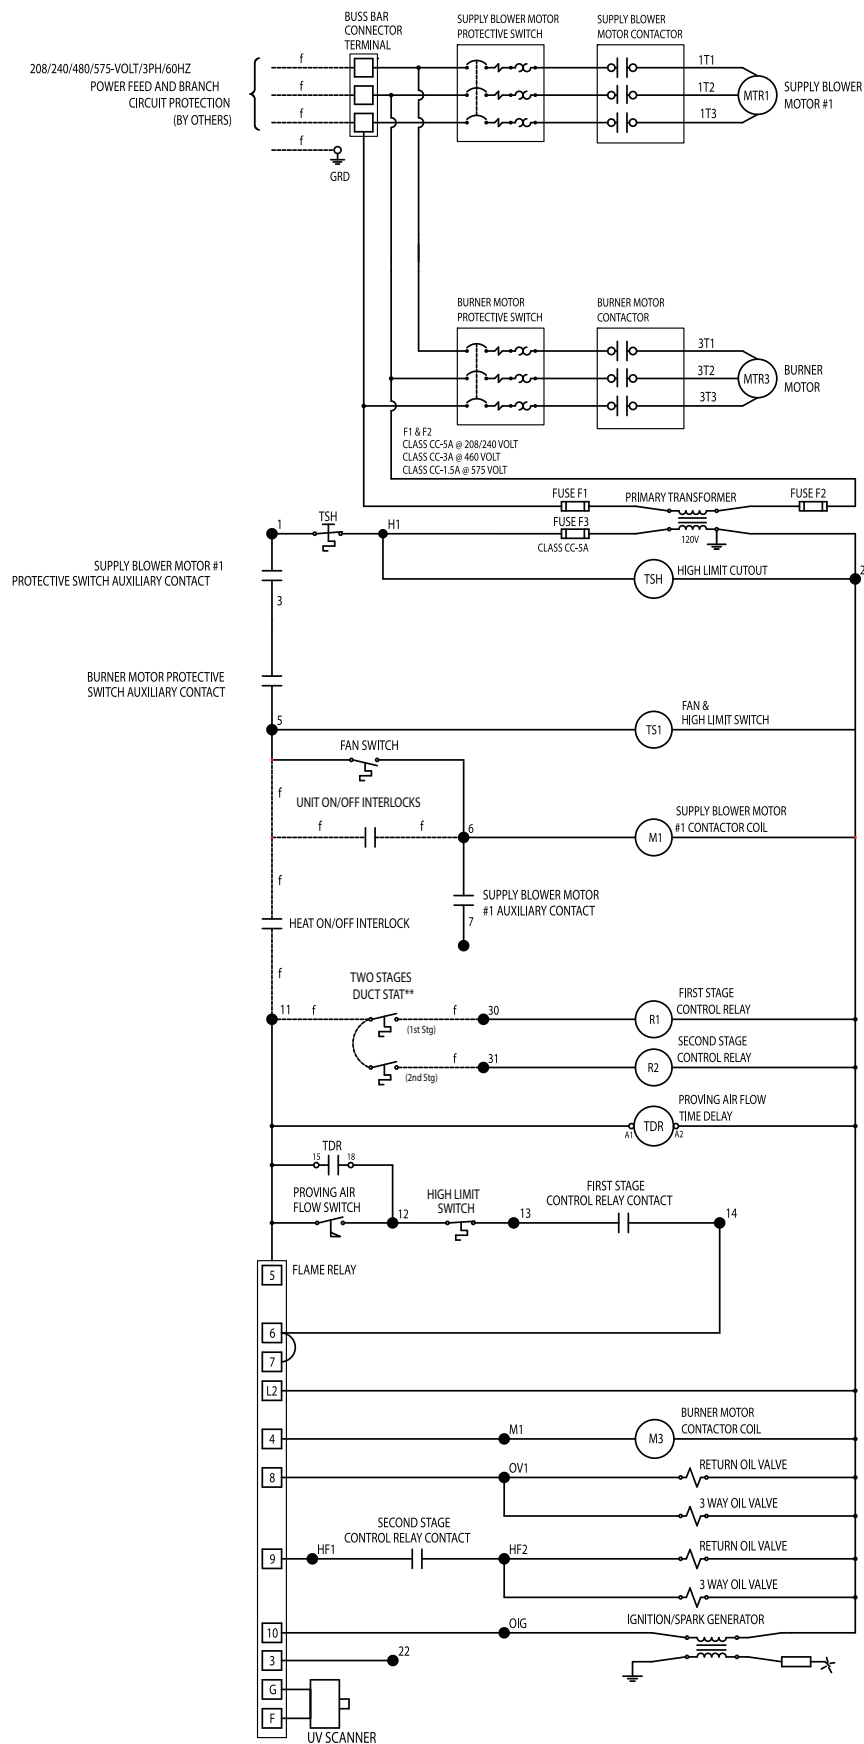 BUSS BAR
CONNECTOR
TERMINAL
SUPPLY BLOWER MOTOR
PROTECTIVE SWITCH
SUPPLY BLOWER
MOTOR CONTACTOR
208/240/480/575-VOLT/3PH/60HZ
POWER FEED AND BRANCH
CIRCUIT PROTECTION
(BY OTHERS)
f
f
f
f
GRD
1T1
1T2
1T3
MTR1
SUPPLY BLOWER
MOTOR #1
BURNER MOTOR
PROTECTIVE SWITCH
BURNER MOTOR
CONTACTOR
3T1
3T2
3T3
MTR3
BURNER
MOTOR
F1 & F2
CLASS CC-5A @ 208/240 VOLT
CLASS CC-3A @ 460 VOLT
CLASS CC-1.5A @ 575 VOLT
FUSE F1
PRIMARY TRANSFORMER
FUSE F2
1
TSH
H1
FUSE F3
CLASS CC-5A
120V
SUPPLY BLOWER MOTOR #1
PROTECTIVE SWITCH AUXILIARY CONTACT
TSH
HIGH LIMIT CUTOUT
2
3
BURNER MOTOR PROTECTIVE
SWITCH AUXILIARY CONTACT
5
TS1
FAN &
HIGH LIMIT SWITCH
FAN SWITCH
f
UNIT ON/OFF INTERLOCKS
f
f
6
M1
SUPPLY BLOWER MOTOR
#1 CONTACTOR COIL
f
SUPPLY BLOWER MOTOR
#1 AUXILIARY CONTACT
7
HEAT ON/OFF INTERLOCK
f
TWO STAGES
DUCT STAT**
11
f
(1st Stg)
f
30
R1
FIRST STAGE
CONTROL RELAY
(2nd Stg)
f
31
R2
SECOND STAGE
CONTROL RELAY
A1
TDR
A2
PROVING AIR FLOW
TIME DELAY
TDR
15
18
PROVING AIR
FLOW SWITCH
12
HIGH LIMIT
SWITCH
13
FIRST STAGE
CONTROL RELAY CONTACT
14
5
FLAME RELAY
6
7
L2
4
M1
M3
BURNER MOTOR
CONTACTOR COIL
8
OV1
RETURN OIL VALVE
3 WAY OIL VALVE
SECOND STAGE
CONTROL RELAY CONTACT
9
HF1
HF2
RETURN OIL VALVE
3 WAY OIL VALVE
10
OIG
IGNITION/SPARK GENERATOR
3
22
G
F
UV SCANNER